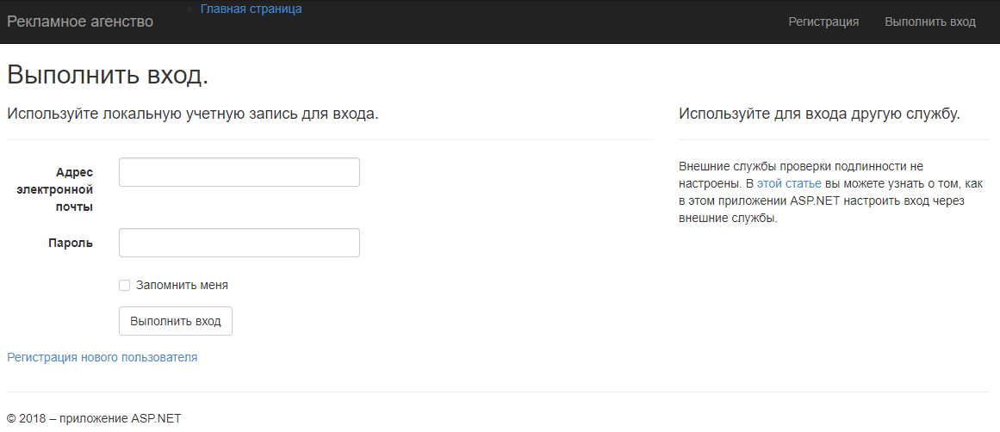 Рекламное агенство
Главная страница
Регистрация
Выполнить вход
Выполнить вход.
Используйте локальную учетную запись для входа.
Адрес
электронной
почты
Пароль
Запомнить меня
Выполнить вход
Регистрация нового пользователя
Используйте для входа другую службу.
Внешние службы проверки подлинности не
настроены. В этой статье вы можете узнать о том, как
в этом приложении ASP.NET настроить вход через
внешние службы.
© 2018 – приложение ASP.NET